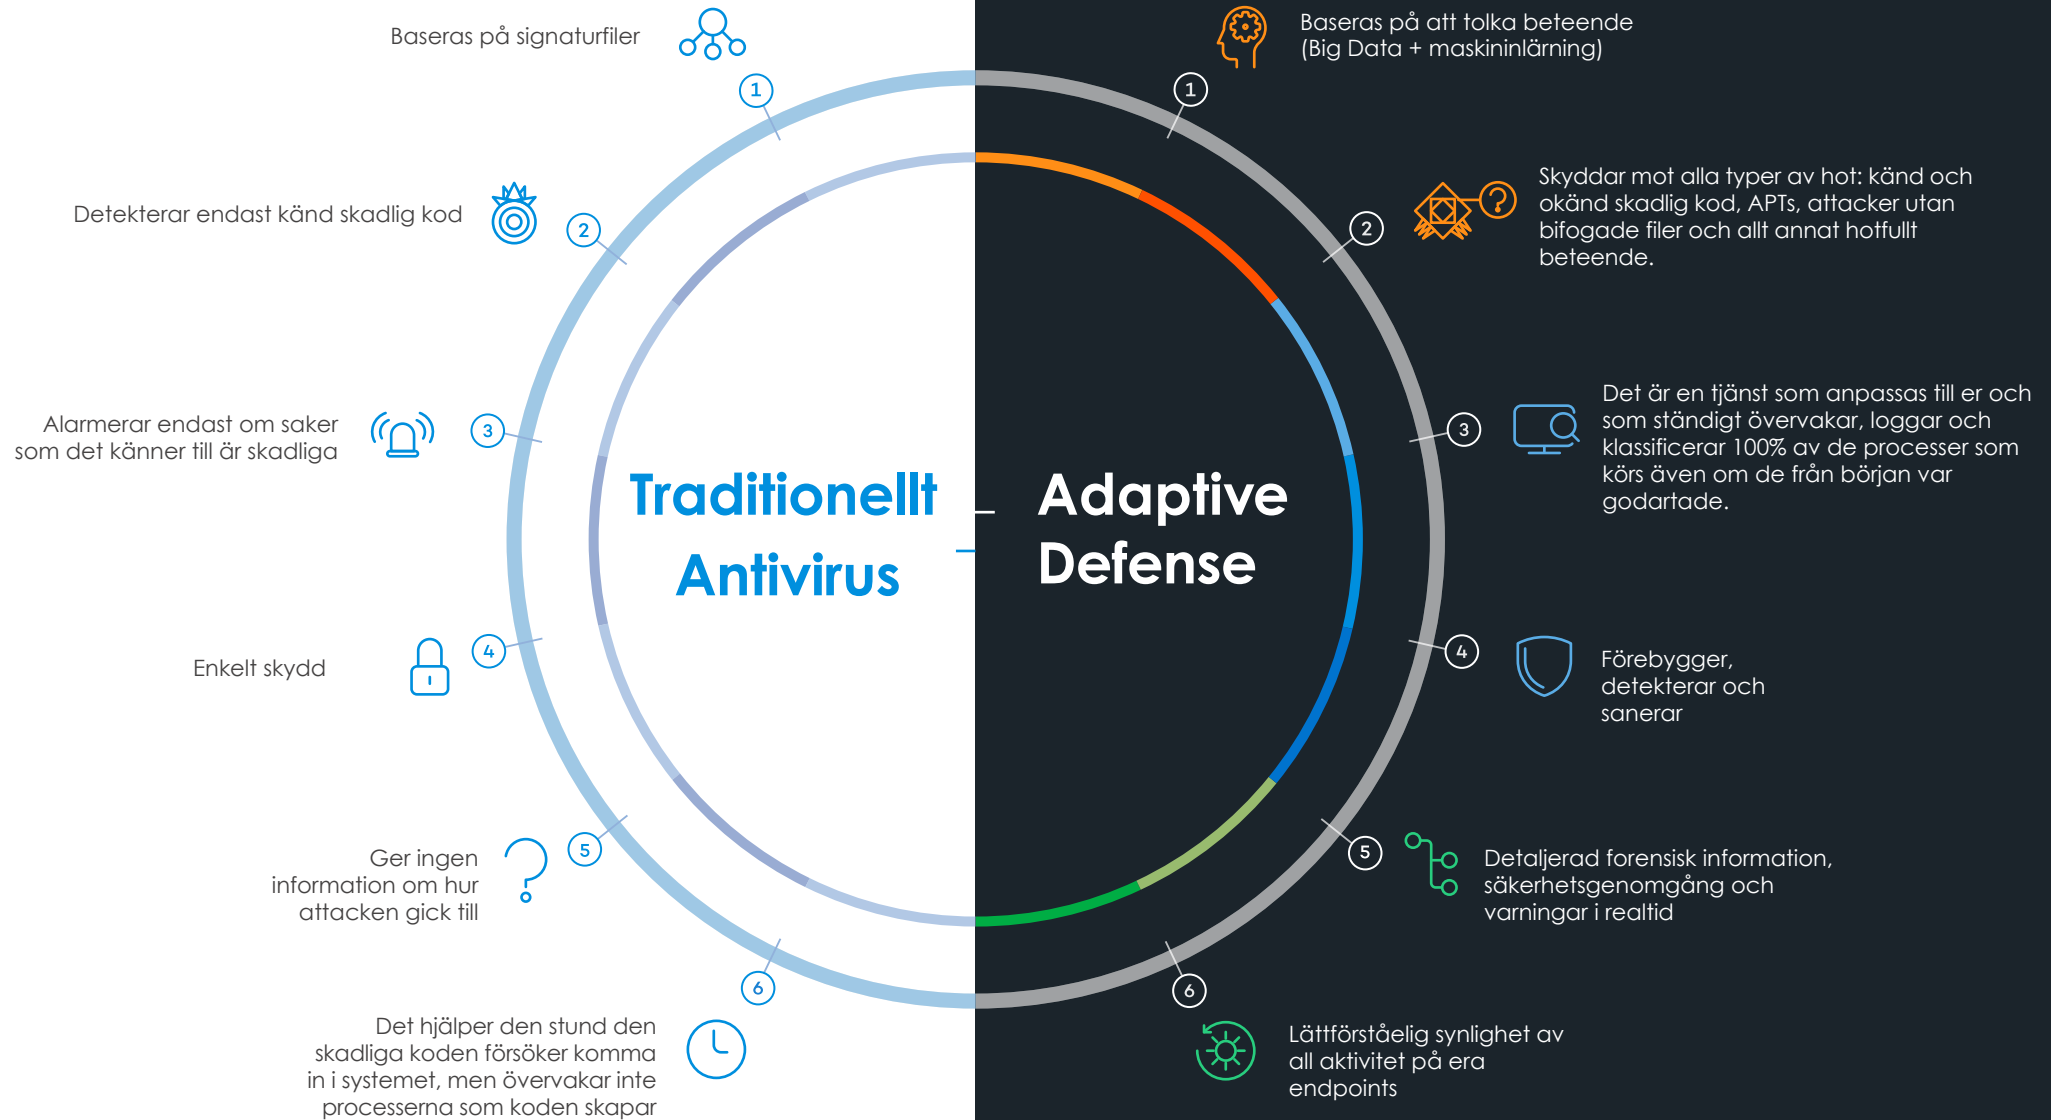 Baseras på signaturfiler
1
Detekterar endast känd skadlig kod
2
Alarmerar endast om saker
som det känner till är skadliga
3
Traditionellt
Antivirus
Enkelt skydd
4
Ger ingen
information om hur
attacken gick till
5
6
Det hjälper den stund den
skadliga koden försöker komma
in i systemet, men övervakar inte
processerna som koden skapar
Baseras på att tolka beteende
(Big Data + maskininlärning)
1
Skyddar mot alla typer av hot: känd och
okänd skadlig kod, APTs, attacker utan
bifogade filer och allt annat hotfullt
beteende.
2
Det är en tjänst som anpassas till er och
som ständigt övervakar, loggar och
klassificerar 100% av de processer som
körs även om de från början var
godartade.
3
Adaptive
Defense
4
Förebygger,
detekterar och
sanerar
5
Detaljerad forensisk information,
säkerhetsgenomgång och
varningar i realtid
6
Lättförståelig synlighet av
all aktivitet på era
endpoints